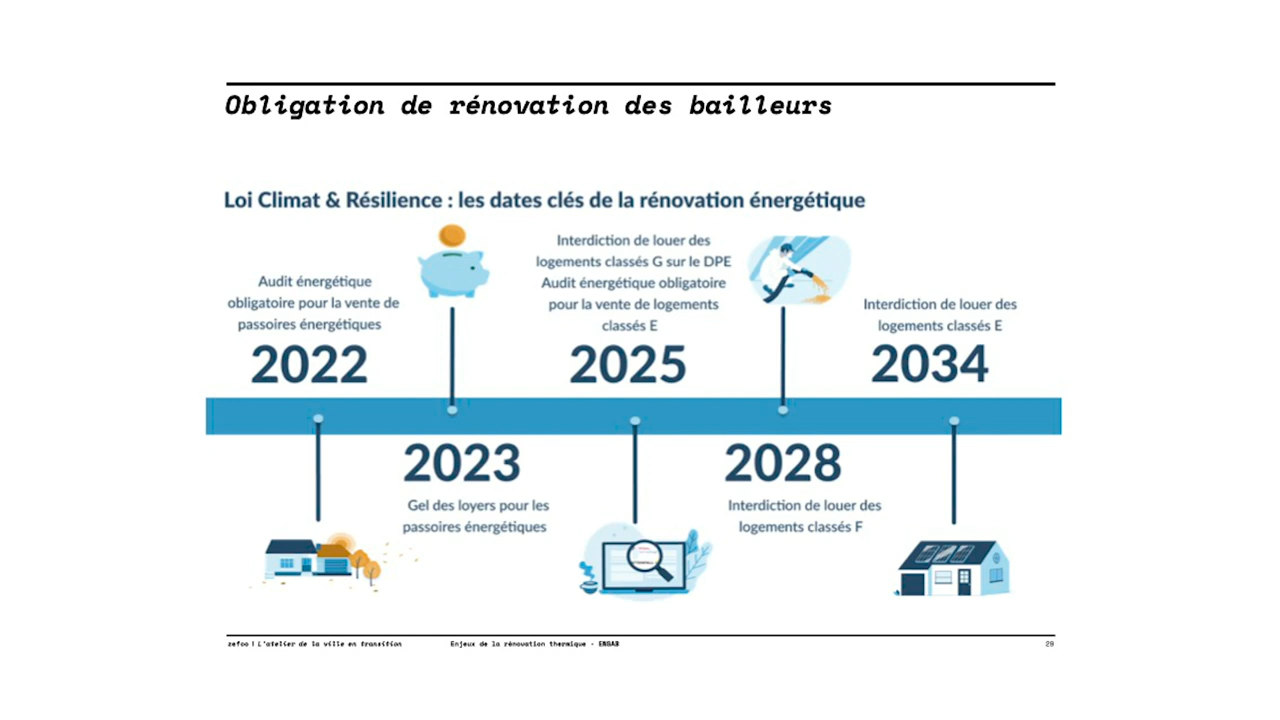 Obligation de rénovation des bailleurs
Loi Climat & Résilience : les dates clés de la rénovation énergétique
Audit énergétique
obligatoire pour la vente de
passoires énergétiques
2022
2023
Gel des loyers pour les
passoires énergétiques
Interdiction de louer des
logements classés G sur le DPE
Audit énergétique obligatoire
pour la vente de logements
classés E
2025
2028
Interdiction de louer des
logements classés F
Interdiction de louer des
logements classés E
2034
zefco | L'atelier de la ville en transition
Enjeux de la rénovation thermique - ENSAB